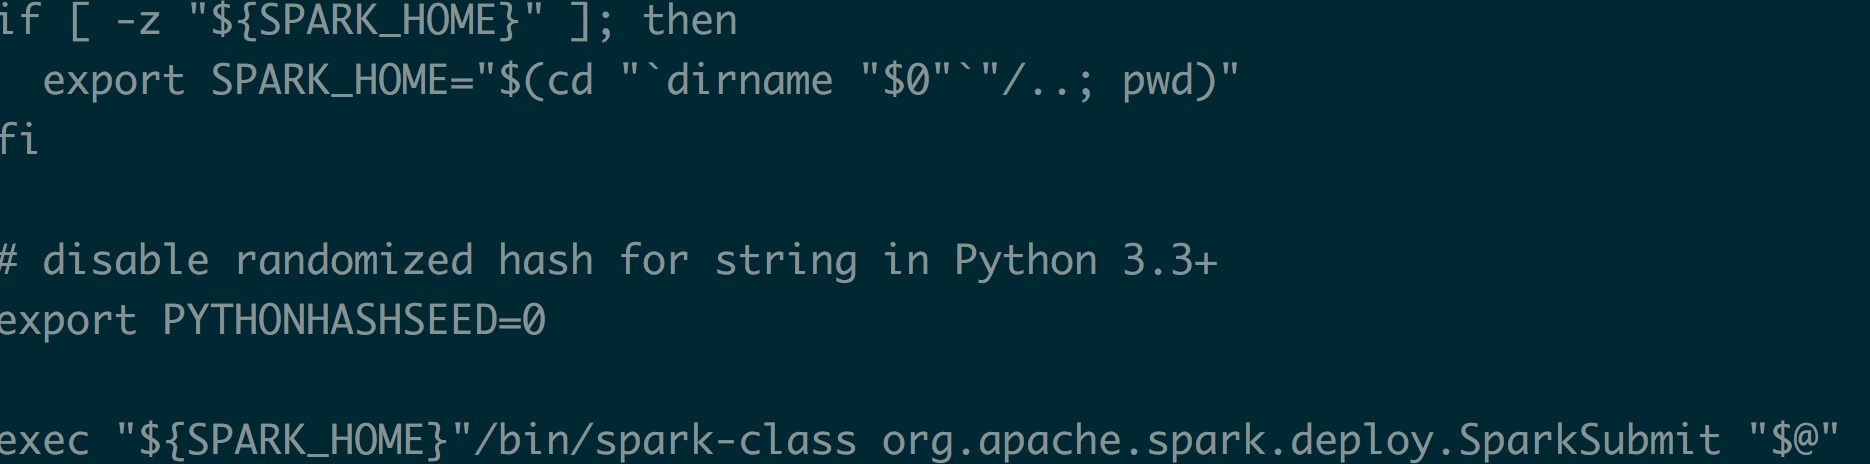 if [ -z "${SPARK_HOME}" ]; then
  export SPARK_HOME="$(cd "`dirname "$0"`"/..; pwd)"
fi

# disable randomized hash for string in Python 3.3+
export PYTHONHASHSEED=0

exec "${SPARK_HOME}"/bin/spark-class org.apache.spark.deploy.SparkSubmit "$@"